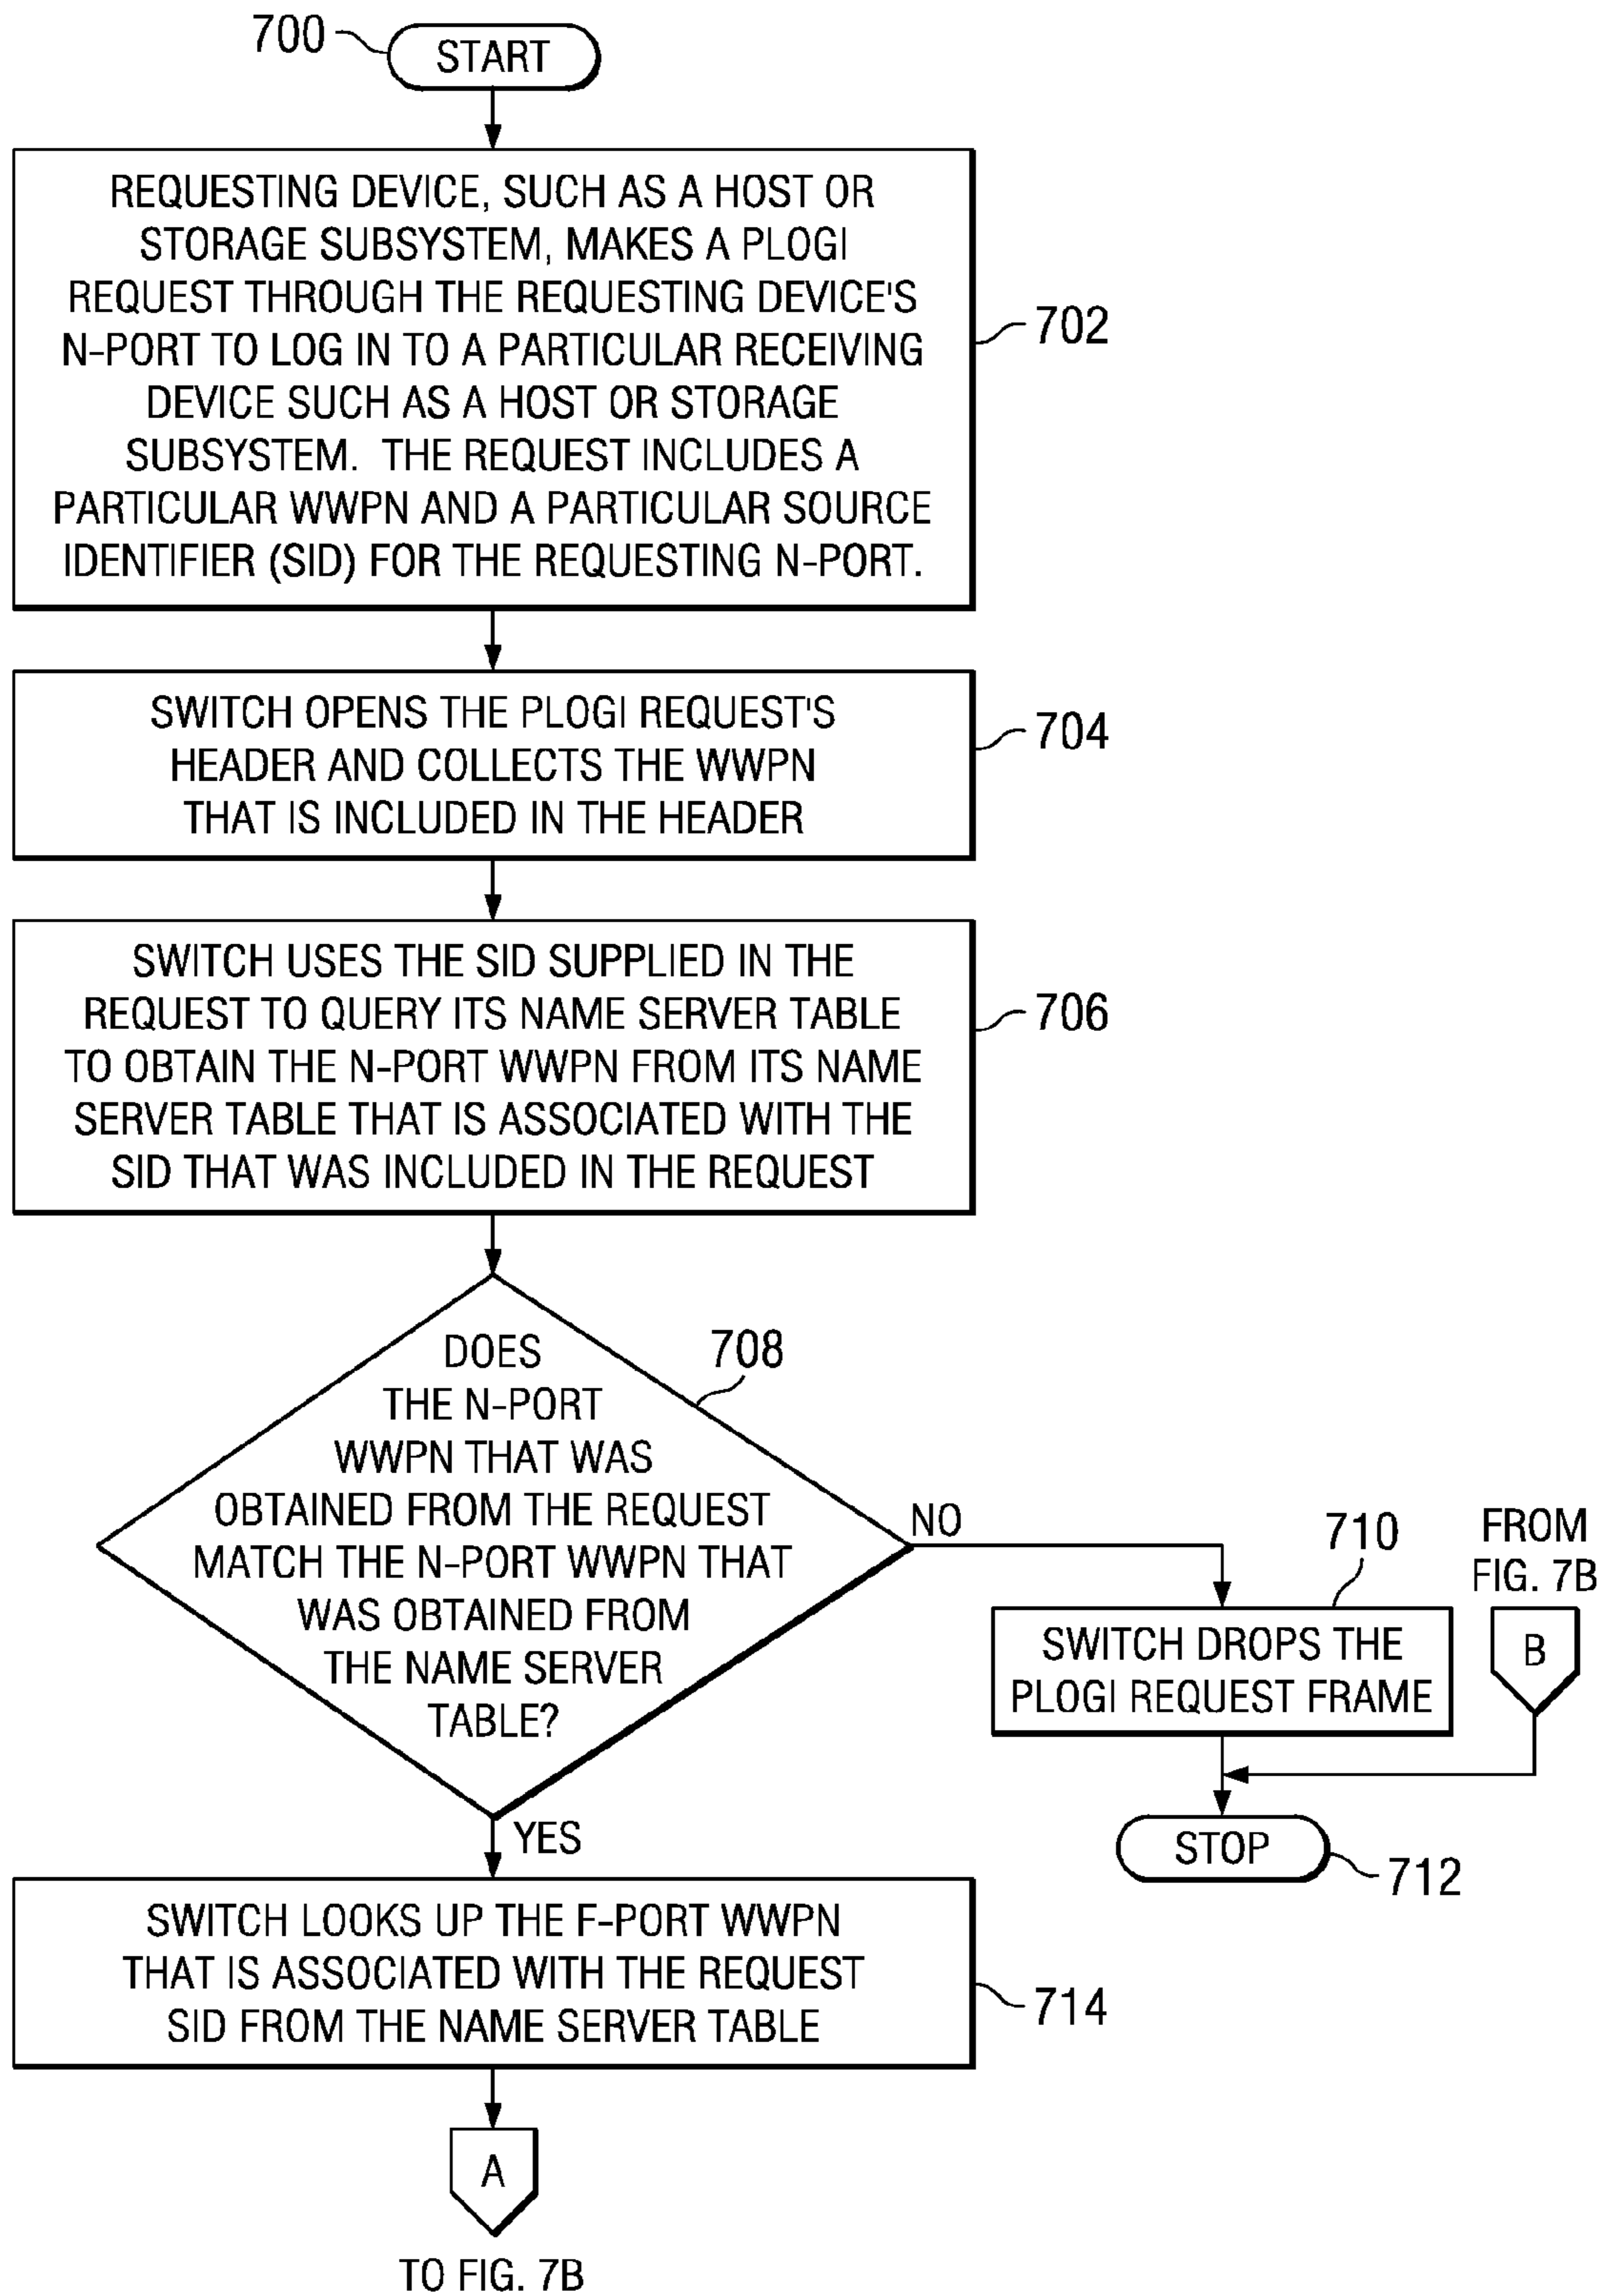 700
START
REQUESTING DEVICE, SUCH AS A HOST OR
STORAGE SUBSYSTEM, MAKES A PLOGI
REQUEST THROUGH THE REQUESTING DEVICE'S
N-PORT TO LOG IN TO A PARTICULAR RECEIVING
DEVICE SUCH AS A HOST OR STORAGE
SUBSYSTEM. THE REQUEST INCLUDES A
PARTICULAR WWPN AND A PARTICULAR SOURCE
IDENTIFIER (SID) FOR THE REQUESTING N-PORT.
702
SWITCH OPENS THE PLOGI REQUEST'S
HEADER AND COLLECTS THE WWPN
THAT IS INCLUDED IN THE HEADER
704
SWITCH USES THE SID SUPPLIED IN THE
REQUEST TO QUERY ITS NAME SERVER TABLE
TO OBTAIN THE N-PORT WWPN FROM ITS NAME
SERVER TABLE THAT IS ASSOCIATED WITH THE
SID THAT WAS INCLUDED IN THE REQUEST
706
DOES
THE N-PORT
WWPN THAT WAS
OBTAINED FROM THE REQUEST
MATCH THE N-PORT WWPN THAT
WAS OBTAINED FROM
THE NAME SERVER
TABLE?
708
NO
710
SWITCH DROPS THE
PLOGI REQUEST FRAME
FROM
FIG. 7B
B
STOP
712
YES
SWITCH LOOKS UP THE F-PORT WWPN
THAT IS ASSOCIATED WITH THE REQUEST
SID FROM THE NAME SERVER TABLE
714
A
TO FIG. 7B